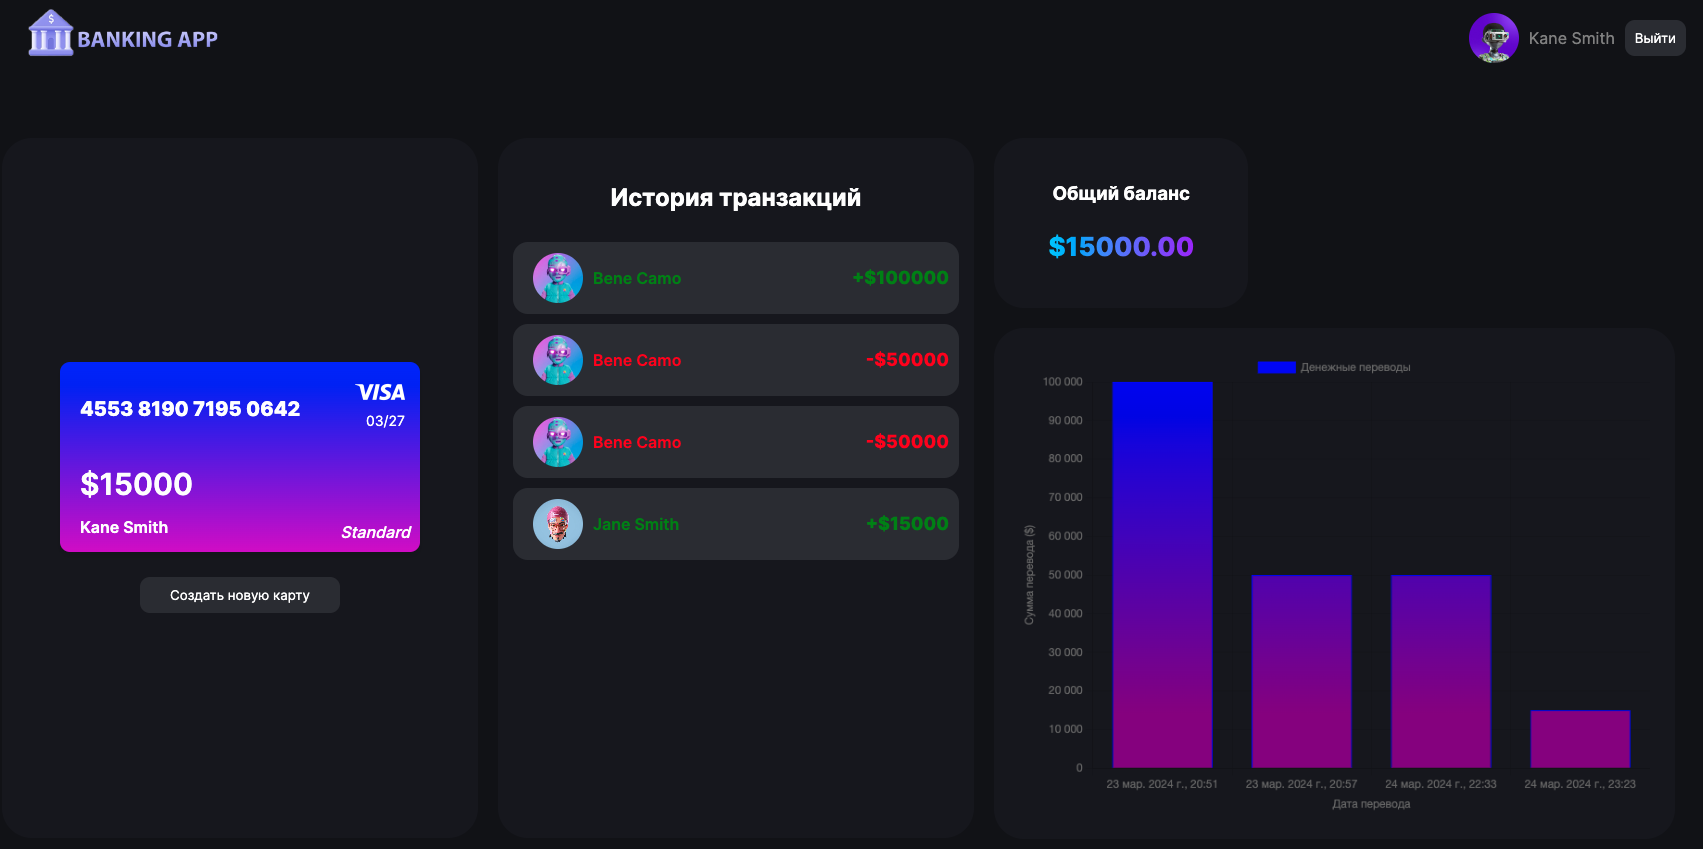 $
BANKING APP
Kane Smith
Выйти
4553 8190 7195 0642
VISA
03/27
$15000
Kane Smith
Standard
Создать новую карту
История транзакций
Bene Camo +$100000
Bene Camo -$50000
Bene Camo -$50000
Jane Smith +$15000
Общий баланс
$15000.00
Денежные переводы
Сумма перевода ($)
100 000
90 000
80 000
70 000
60 000
50 000
40 000
30 000
20 000
10 000
0
23 мар. 2024 г., 20:51 23 мар. 2024 г., 20:57 24 мар. 2024 г., 22:33 24 мар. 2024 г., 23:23
Дата перевода